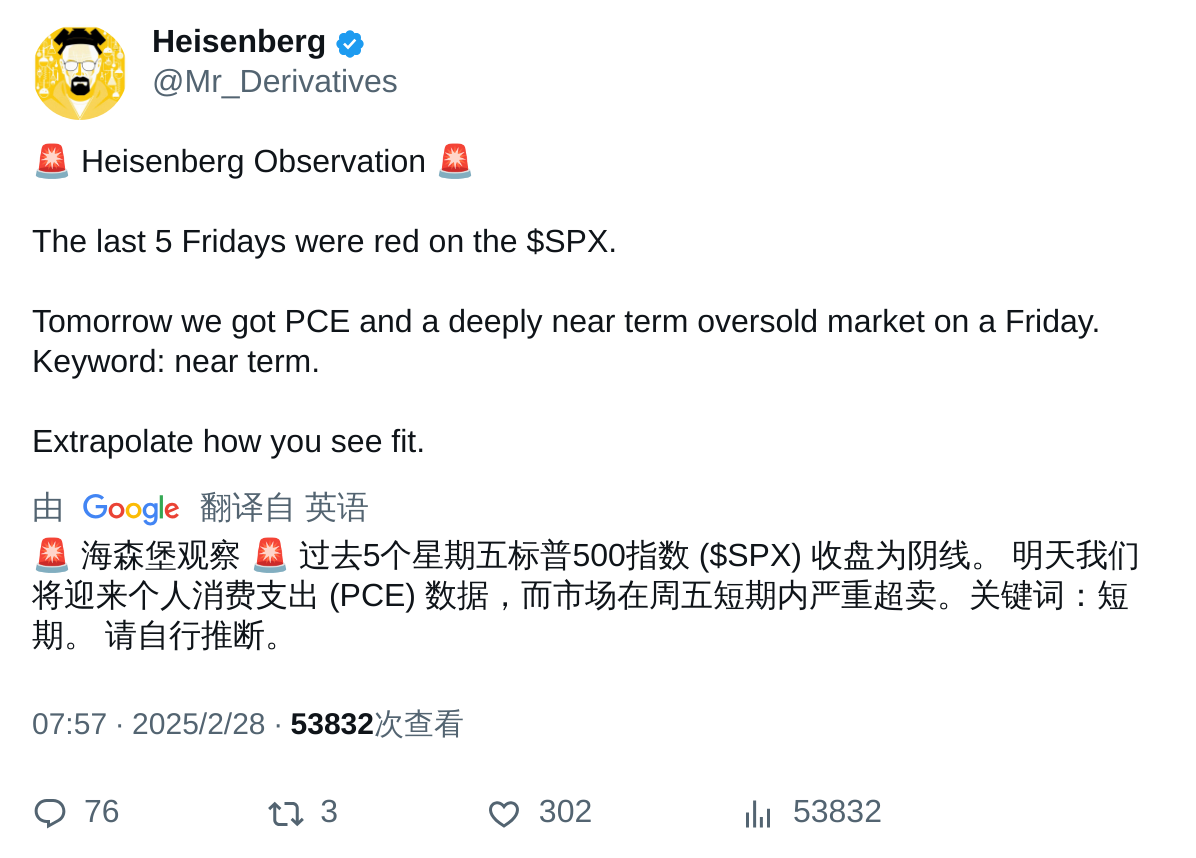 Heisenberg
@Mr_Derivatives
🚨 Heisenberg Observation 🚨
The last 5 Fridays were red on the $SPX.
Tomorrow we got PCE and a deeply near term oversold market on a Friday.
Keyword: near term.
Extrapolate how you see fit.
由 Google 翻译自 英语
🚨 海森堡观察 🚨 过去5个星期五标普500指数 ($SPX) 收盘为阴线。 明天我们
将迎来个人消费支出 (PCE) 数据，而市场在周五短期内严重超卖。关键词：短
期。 请自行推断。
07:57 · 2025/2/28 · 53832次查看
76 3 302 53832